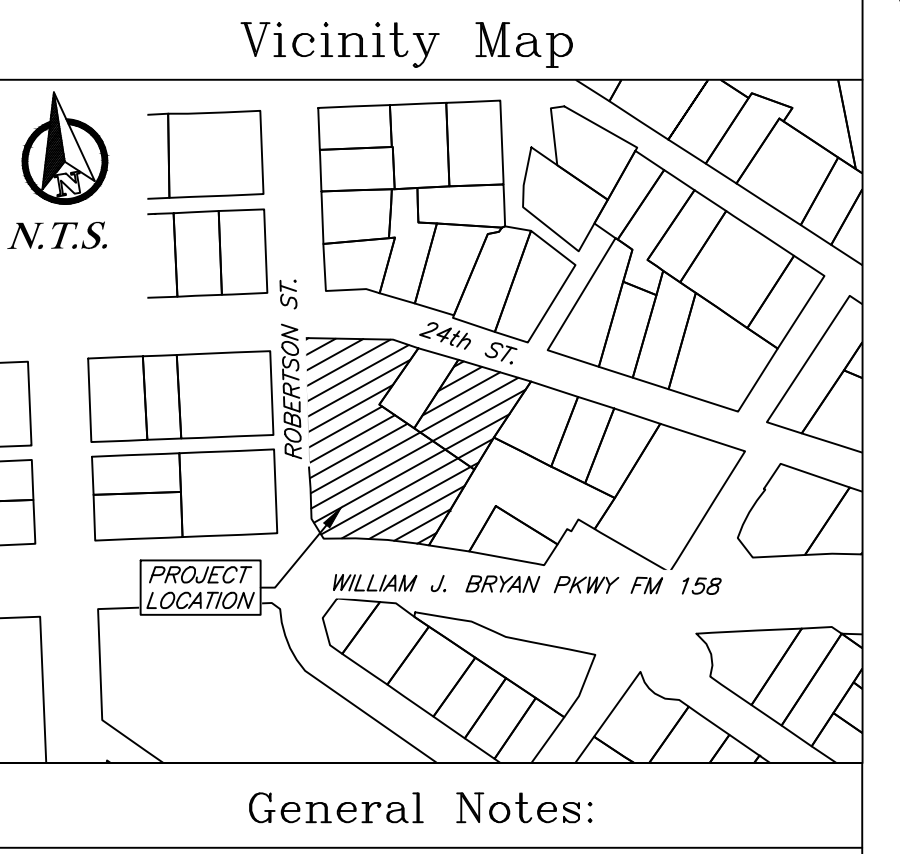 Vicinity Map
N
N.T.S.
ROBERTSON ST.
24th ST.
PROJECT
LOCATION
WILLIAM J. BRYAN PKWY FM 158
General Notes: